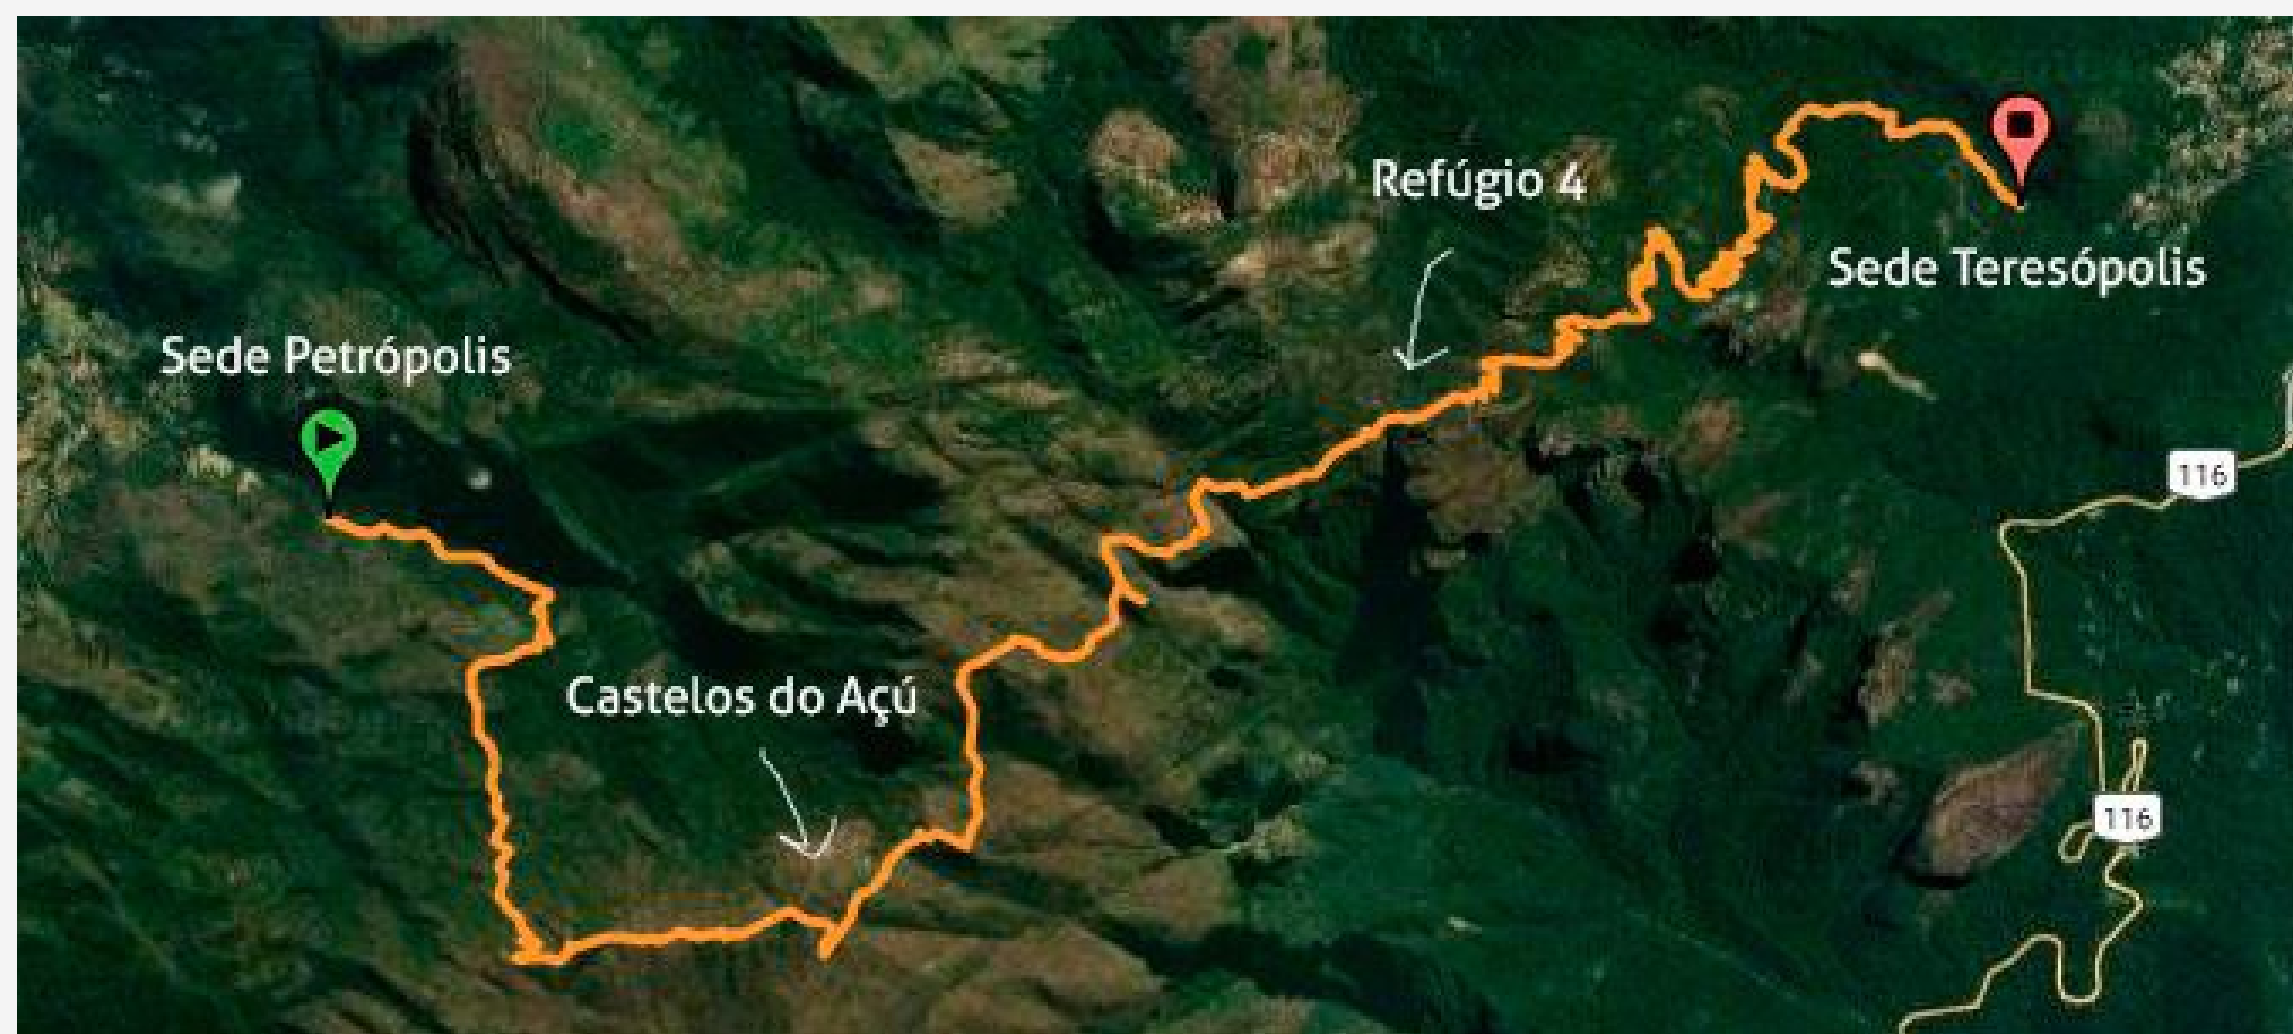 Refúgio 4
Sede Teresópolis
Sede Petrópolis
116
Castelos do Açú
116